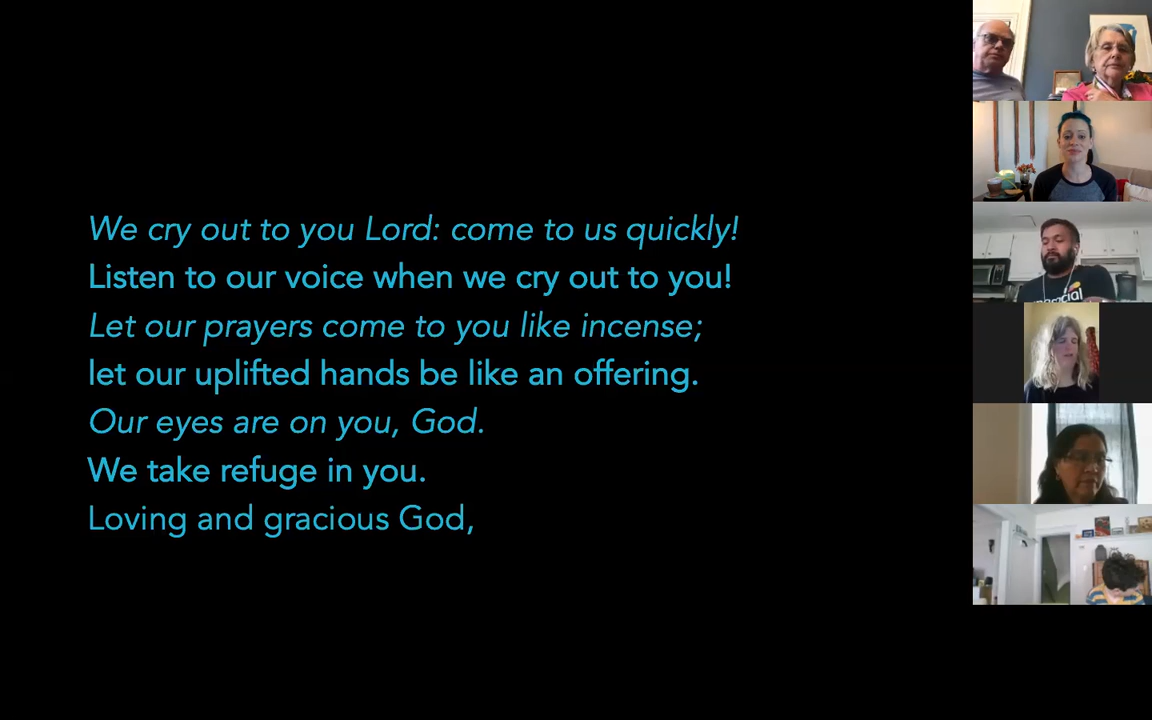 We cry out to you Lord: come to us quickly!
Listen to our voice when we cry out to you!
Let our prayers come to you like incense;
let our uplifted hands be like an offering.
Our eyes are on you, God.
We take refuge in you.
Loving and gracious God,